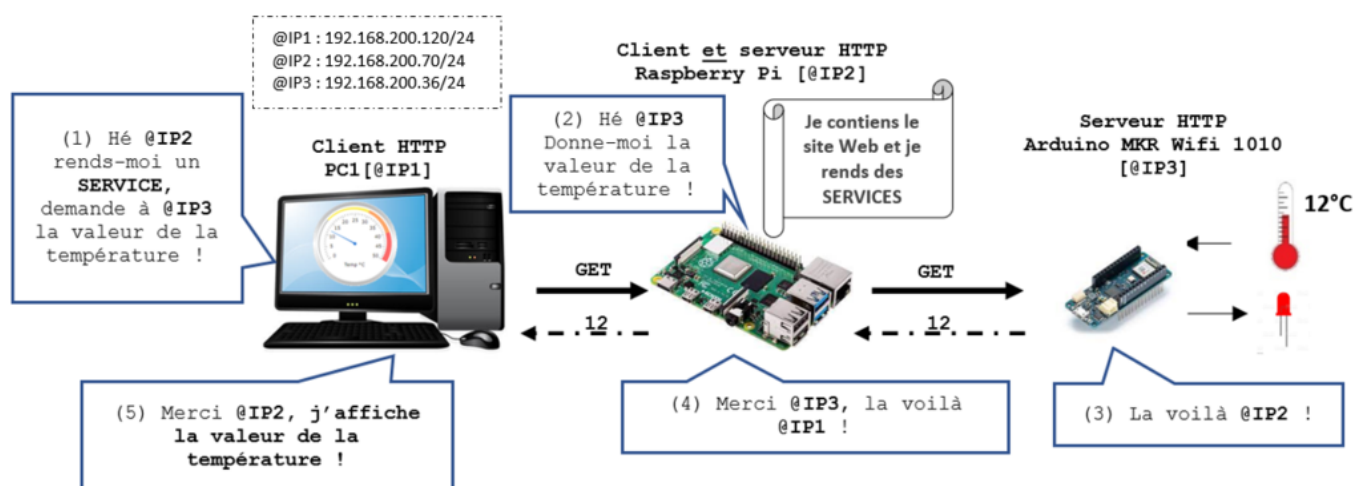 @IP1 : 192.168.200.120/24
@IP2 : 192.168.200.70/24
@IP3 : 192.168.200.36/24
Client et serveur HTTP
Raspberry Pi [@IP2]
(1) Hé @IP2
rends-moi un
SERVICE,
demande à @IP3
la valeur de la
température !
Client HTTP
PC1[@IP1]
(2) Hé @IP3
Donne-moi la
valeur de la
température !
Je contiens le
site Web et je
rends des
SERVICES
Serveur HTTP
Arduino MKR Wifi 1010
[@IP3]
12°C
Temp °C
GET
12
GET
12
(5) Merci @IP2, j'affiche
la valeur de la
température !
(4) Merci @IP3, la voilà
@IP1 !
(3) La voilà @IP2 !